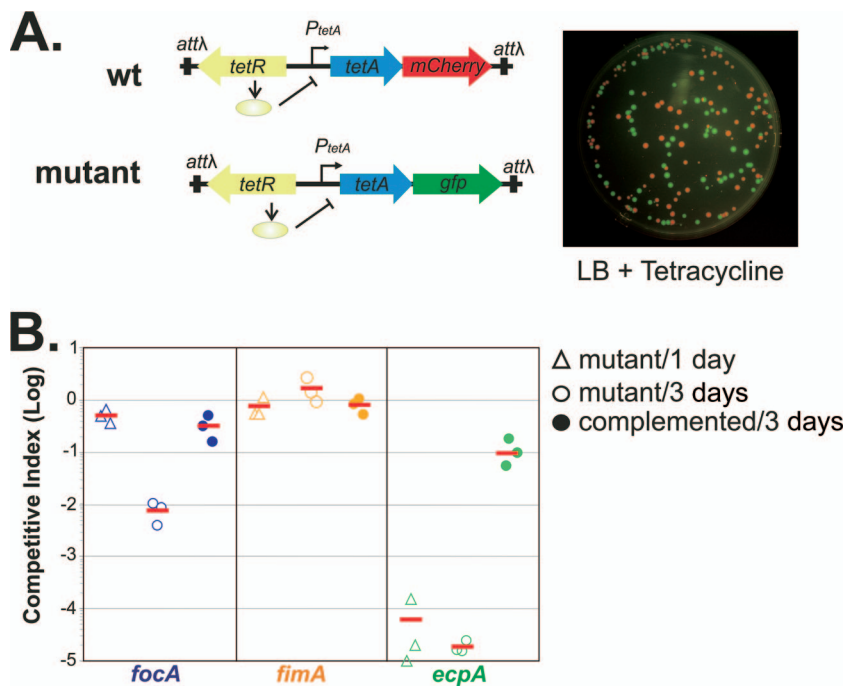 A.
wt
attλ
tetR
PtetA
tetA
mCherry
attλ
mutant
attλ
tetR
PtetA
tetA
gfp
attλ
LB + Tetracycline
B.
Competitive Index (Log)
1
0
-1
-2
-3
-4
-5
focA
fimA
ecpA
mutant/1 day
mutant/3 days
complemented/3 days